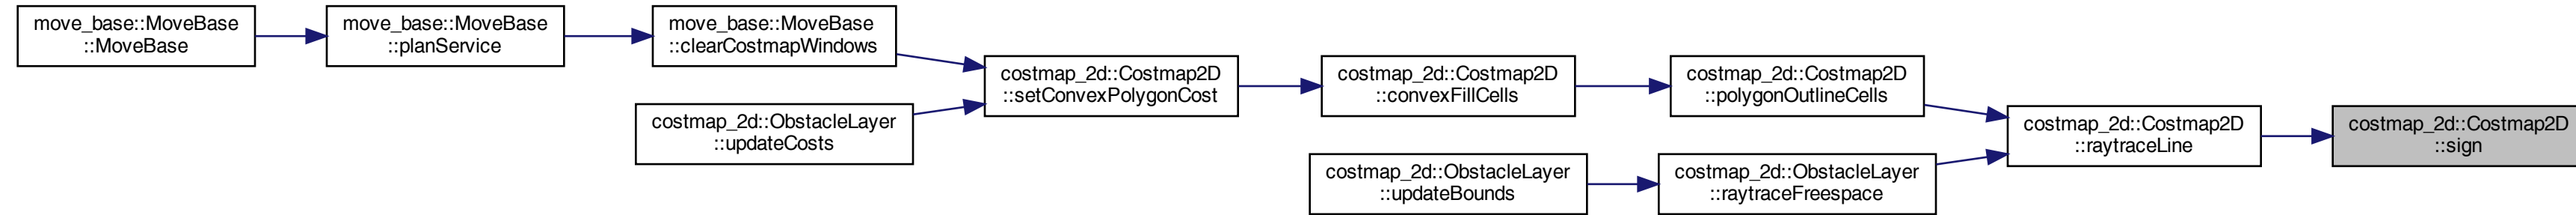 move_base::MoveBase
::MoveBase
move_base::MoveBase
::planService
move_base::MoveBase
::clearCostmapWindows
costmap_2d::ObstacleLayer
::updateCosts
costmap_2d::Costmap2D
::setConvexPolygonCost
costmap_2d::Costmap2D
::convexFillCells
costmap_2d::ObstacleLayer
::updateBounds
costmap_2d::Costmap2D
::polygonOutlineCells
costmap_2d::ObstacleLayer
::raytraceFreespace
costmap_2d::Costmap2D
::raytraceLine
costmap_2d::Costmap2D
::sign